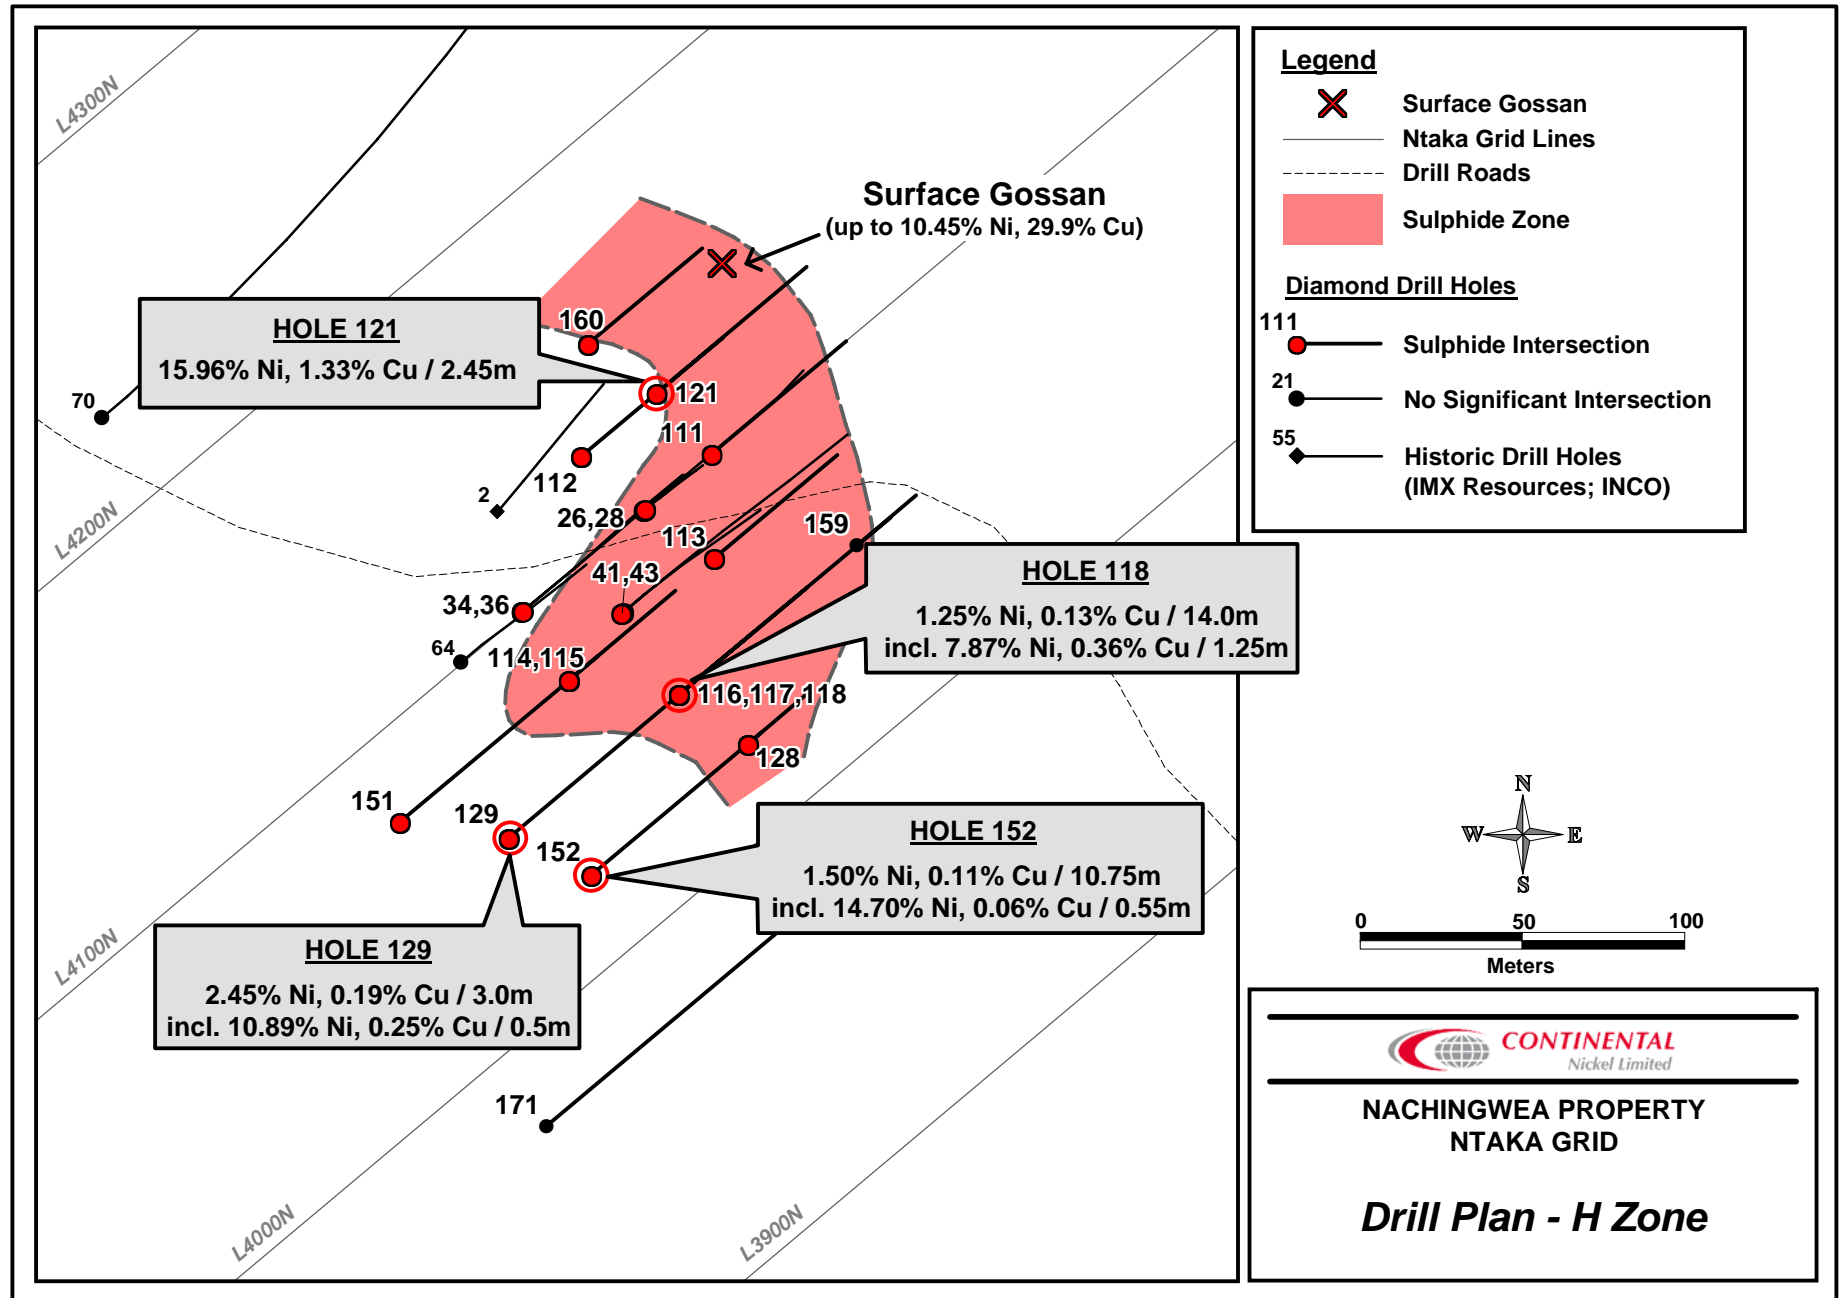 L4300N
Surface Gossan
(up to 10.45% Ni, 29.9% Cu)
HOLE 121
15.96% Ni, 1.33% Cu / 2.45m
160
70
121
111
2
112
26,28
L4200N
113
159
41,43
34,36
64
114,115
HOLE 118
1.25% Ni, 0.13% Cu / 14.0m
incl. 7.87% Ni, 0.36% Cu / 1.25m
116,117,118
128
151
129
152
HOLE 152
1.50% Ni, 0.11% Cu / 10.75m
incl. 14.70% Ni, 0.06% Cu / 0.55m
L4100N
HOLE 129
2.45% Ni, 0.19% Cu / 3.0m
incl. 10.89% Ni, 0.25% Cu / 0.5m
171
L4000N
L3900N
Legend
Surface Gossan
Ntaka Grid Lines
Drill Roads
Sulphide Zone
Diamond Drill Holes
111
Sulphide Intersection
21
No Significant Intersection
55
Historic Drill Holes
(IMX Resources; INCO)
N
W E
S
0 50 100
Meters
CONTINENTAL
Nickel Limited
NACHINGWEA PROPERTY
NTAKA GRID
Drill Plan - H Zone